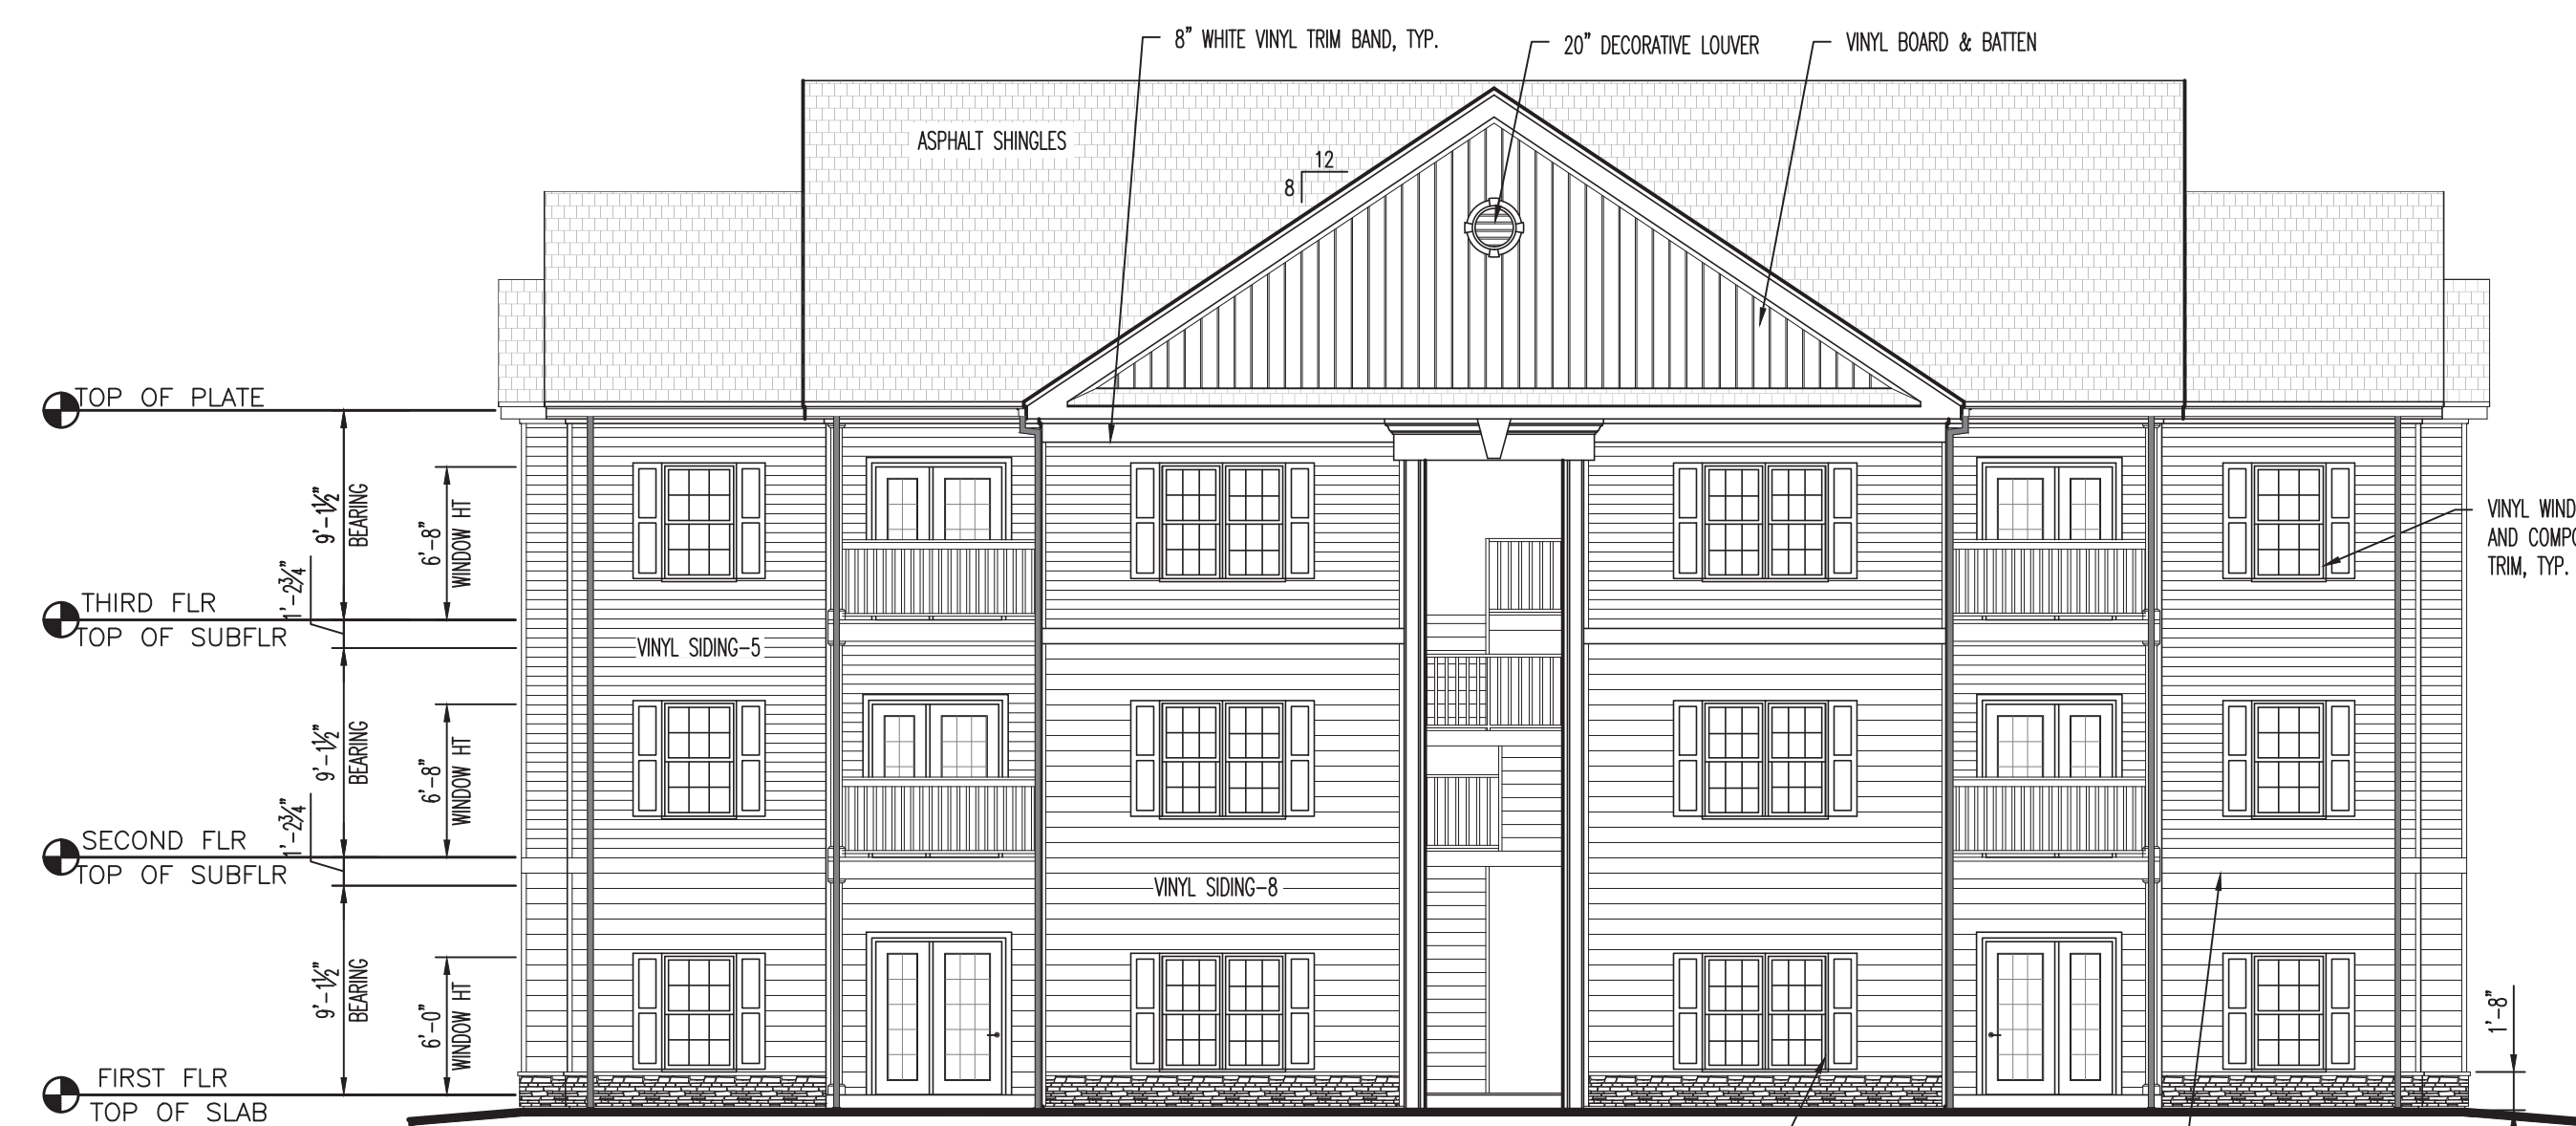 8" WHITE VINYL TRIM BAND, TYP.
20" DECORATIVE LOUVER
VINYL BOARD & BATTEN
ASPHALT SHINGLES
12
8
TOP OF PLATE
9'-1½"
BEARING
6'-8"
WINDOW HT
VINYL WIND
AND COMPO
TRIM, TYP.
1'-2¾"
THIRD FLR
TOP OF SUBFLR
VINYL SIDING-5
9'-1½"
BEARING
6'-8"
WINDOW HT
1'-2¾"
SECOND FLR
TOP OF SUBFLR
VINYL SIDING-8
9'-1½"
BEARING
6'-0"
WINDOW HT
1'-8"
FIRST FLR
TOP OF SLAB